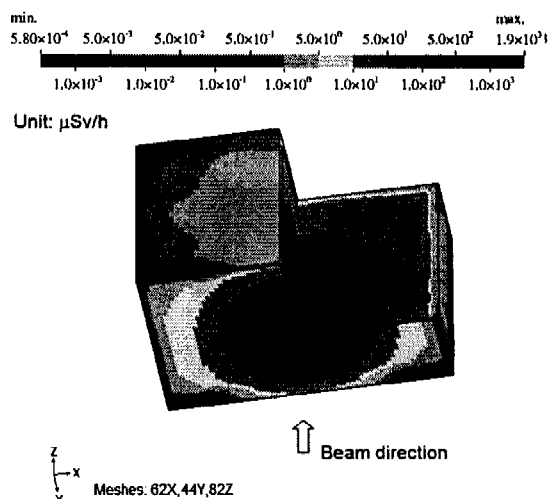 min. max.
5.80×10⁻⁴ 5.0×10⁻³ 5.0×10⁻² 5.0×10⁻¹ 5.0×10⁰ 5.0×10¹ 5.0×10² 1.9×10³
1.0×10⁻³ 1.0×10⁻² 1.0×10⁻¹ 1.0×10⁰ 1.0×10¹ 1.0×10² 1.0×10³
Unit: μSv/h
Beam direction
Z
X
Y
Meshes: 62X,44Y,82Z